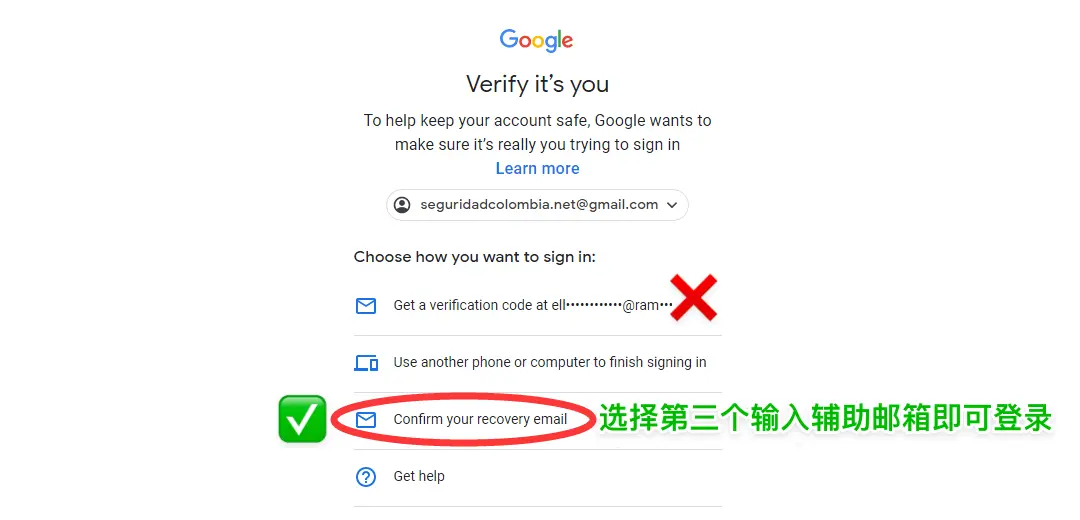 Google
Verify it’s you
To help keep your account safe, Google wants to
make sure it’s really you trying to sign in
Learn more
seguridadcolombia.net@gmail.com
Choose how you want to sign in:
Get a verification code at ell••••••••••••@ram•••
Use another phone or computer to finish signing in
Confirm your recovery email 选择第三个输入辅助邮箱即可登录
Get help